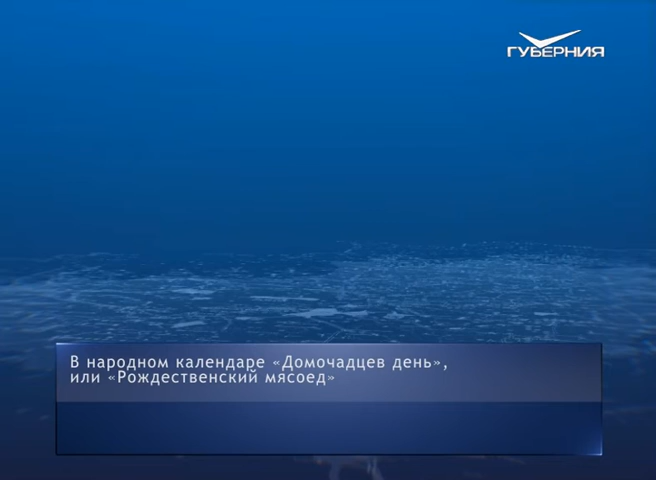 ГУБЕРНИЯ
В народном календаре «Домочадцев день»,
или «Рождественский мясоед»